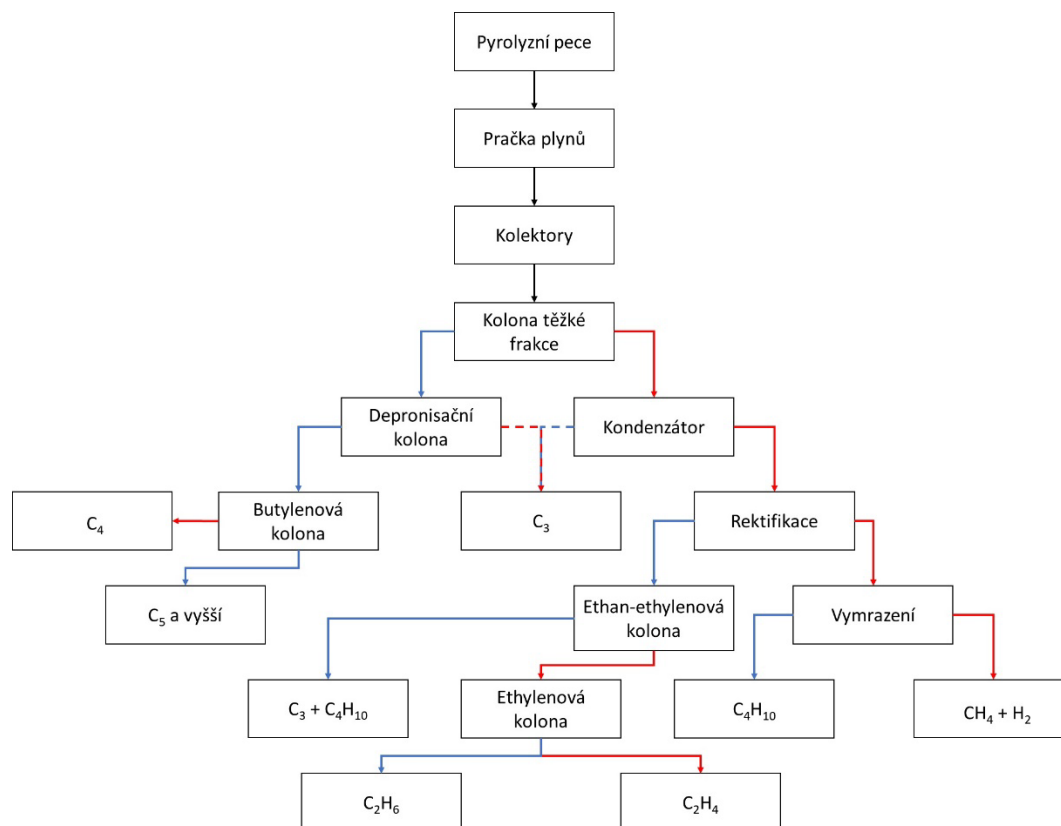 Pyrolyzní pece
Pračka plynů
Kolektory
Kolona těžké
frakce
Depronisační
kolona
Kondenzátor
C₄
Butylenová
kolona
C₃
Rektifikace
C₅ a vyšší
Ethan-ethylenová
kolona
Vymrazení
C₃ + C₄H₁₀
Ethylenová
kolona
C₄H₁₀
CH₄ + H₂
C₂H₆
C₂H₄